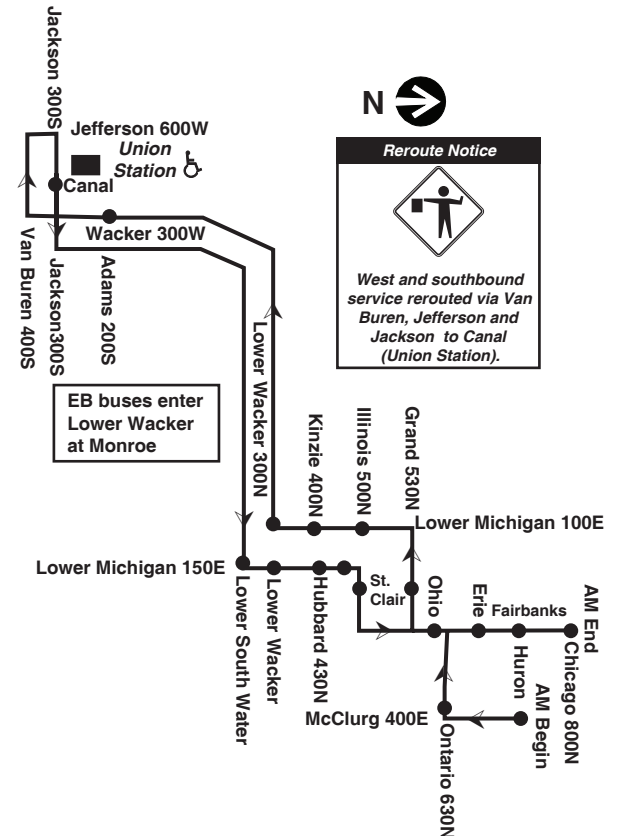 Jackson 300S
N
Jefferson 600W
Union
Station
Canal
Reroute Notice
West and southbound
service rerouted via Van
Buren, Jefferson and
Jackson to Canal
(Union Station).
Wacker 300W
Van Buren 400S
Jackson300S
Adams 200S
EB buses enter
Lower Wacker
at Monroe
Lower Wacker 300N
Kinzie 400N
Illinois 500N
Grand 530N
Lower Michigan 100E
Lower Michigan 150E
Lower South Water
Lower Wacker
Hubbard 430N
St.
Clair
Ohio
Erie
Fairbanks
AM End
Chicago 800N
Huron
AM Begin
McClurg 400E
Ontario 630N